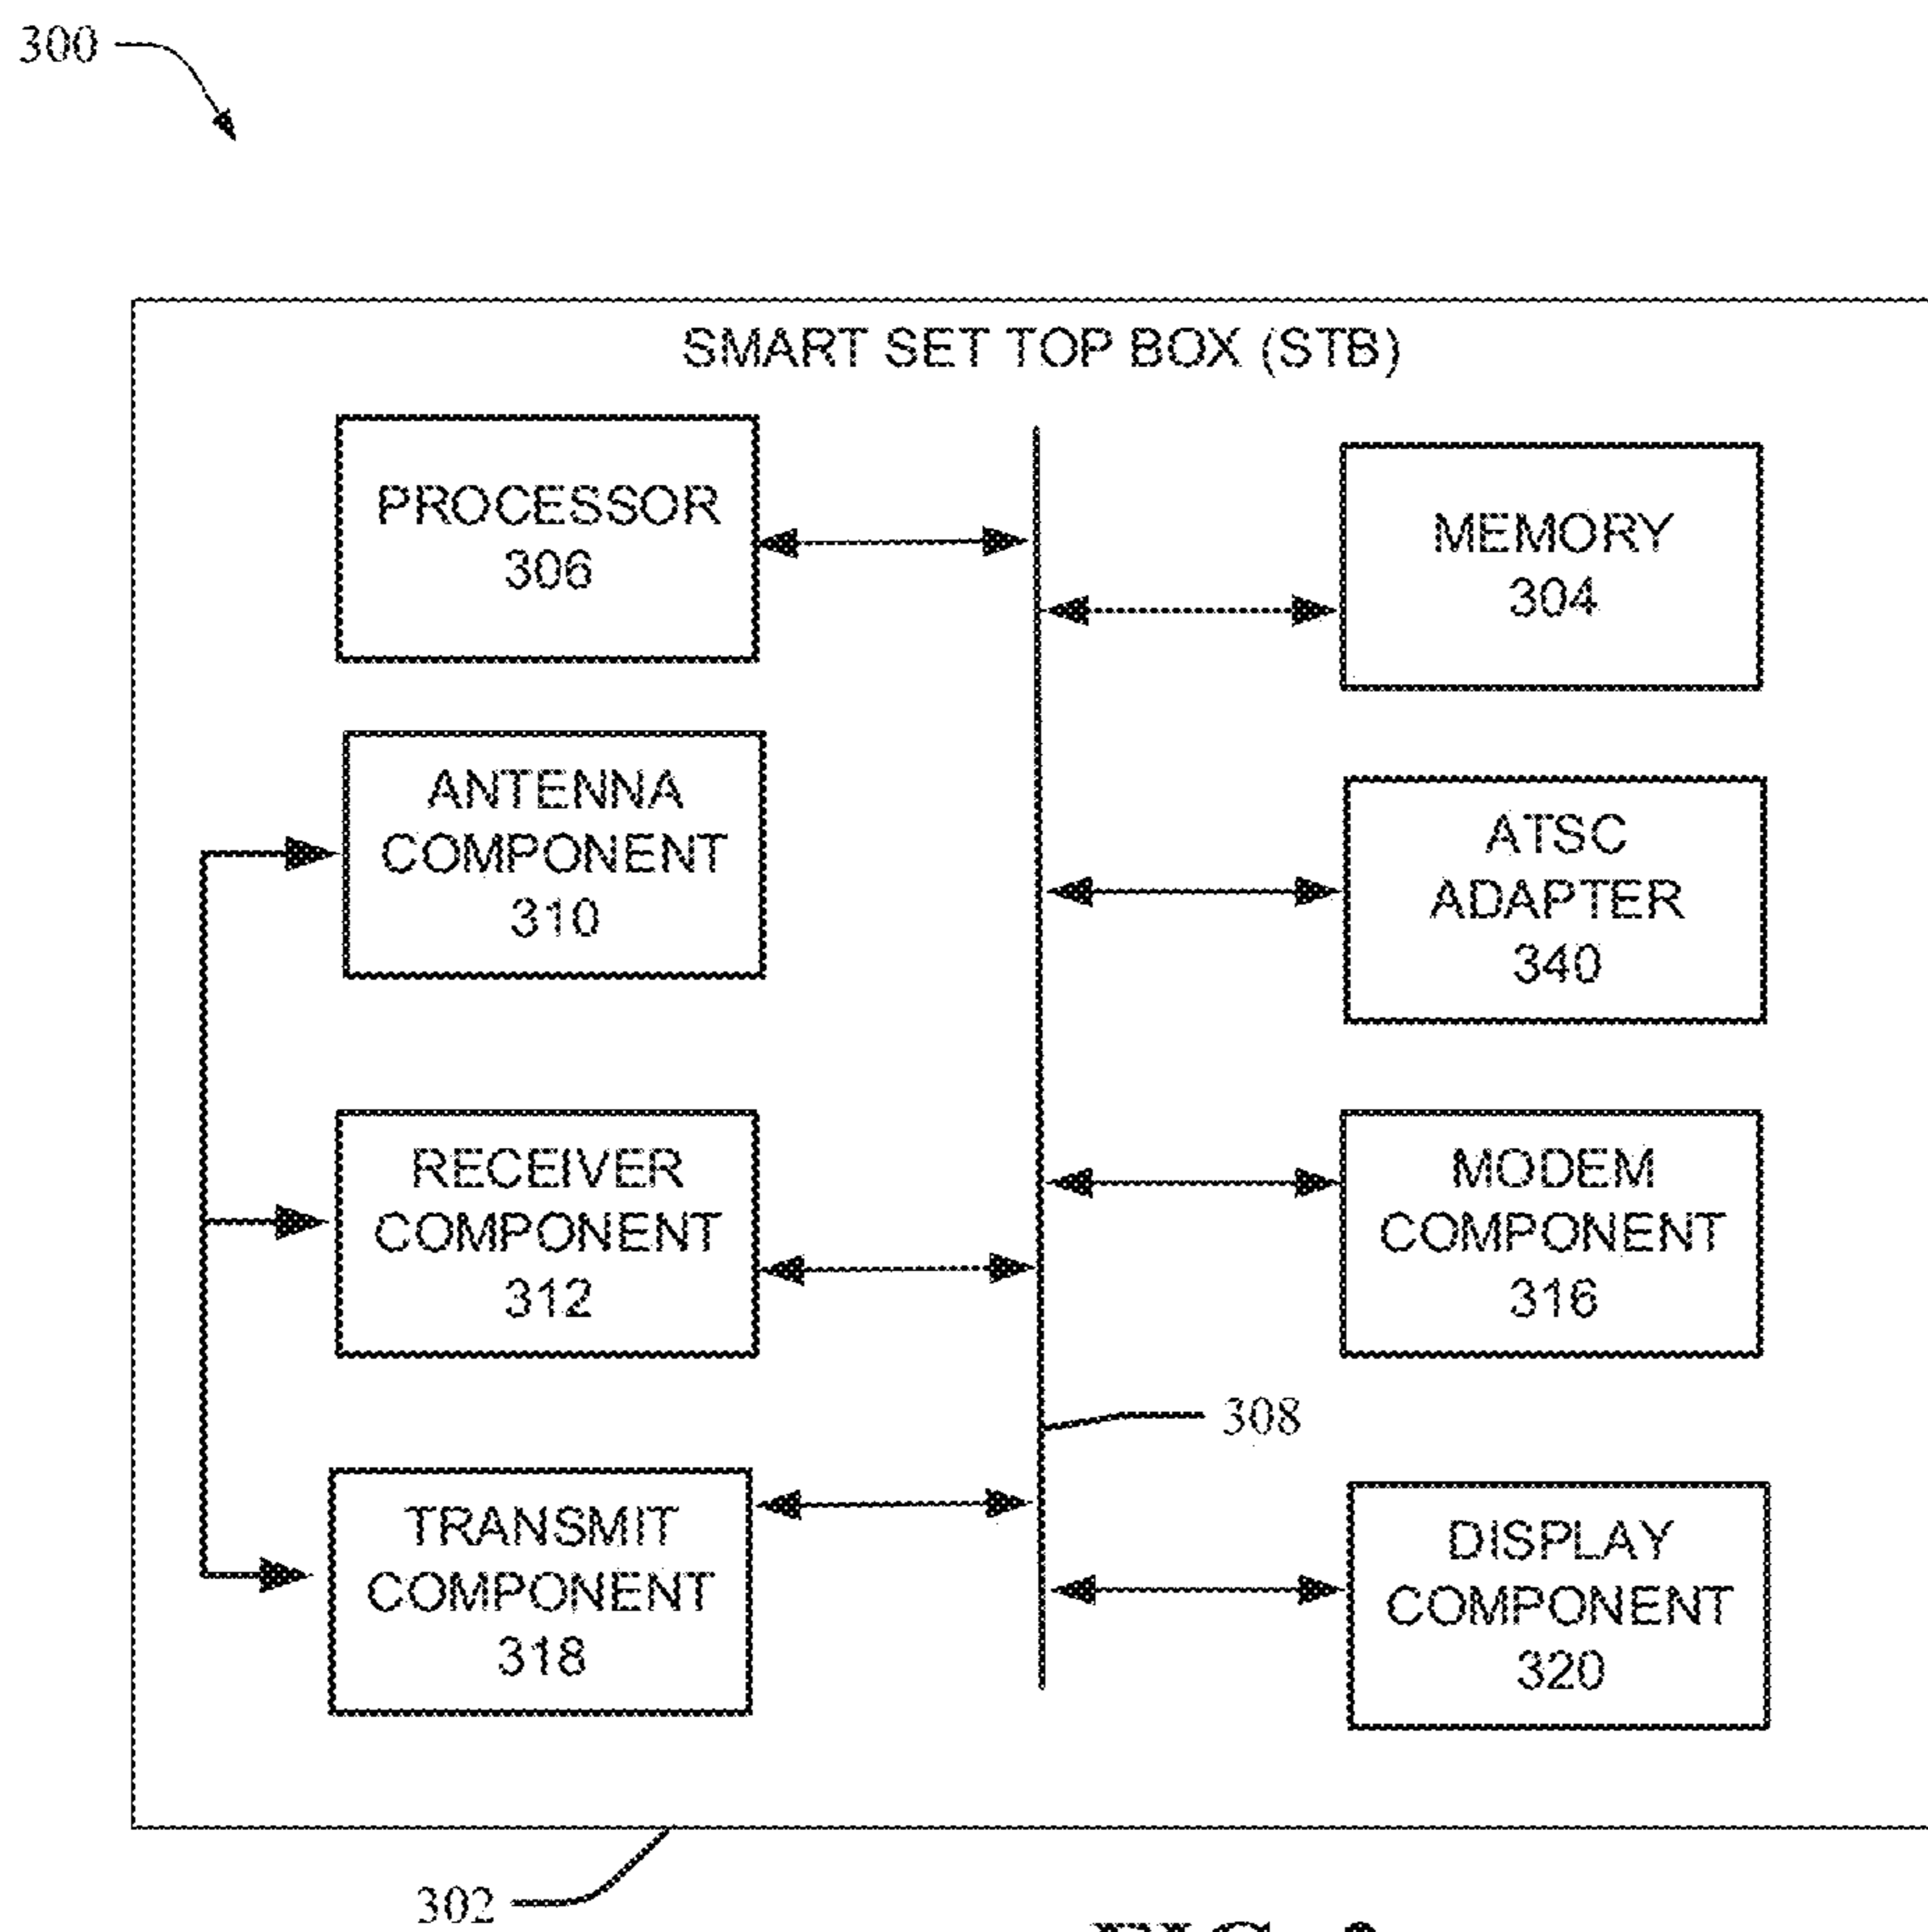 300
SMART SET TOP BOX (STB)
PROCESSOR
306
MEMORY
304
ANTENNA
COMPONENT
310
ATSC
ADAPTER
340
RECEIVER
COMPONENT
312
MODEM
COMPONENT
316
308
TRANSMIT
COMPONENT
318
DISPLAY
COMPONENT
320
302